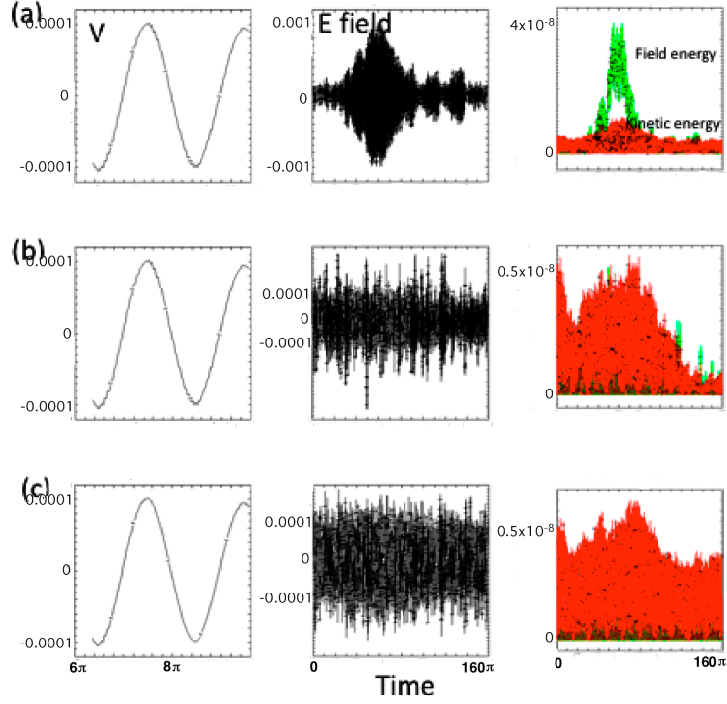 (a)
V
E field
0.0001
0
-0.0001
0.001
0
-0.001
4x10-8
Field energy
Kinetic energy
0
(b)
0.0001
0
-0.0001
0.0001
0
-0.0001
0.5x10-8
0
(c)
0.0001
0
-0.0001
0.0001
0
-0.0001
0.5x10-8
0
6π
8π
0
160π
0
160π
Time